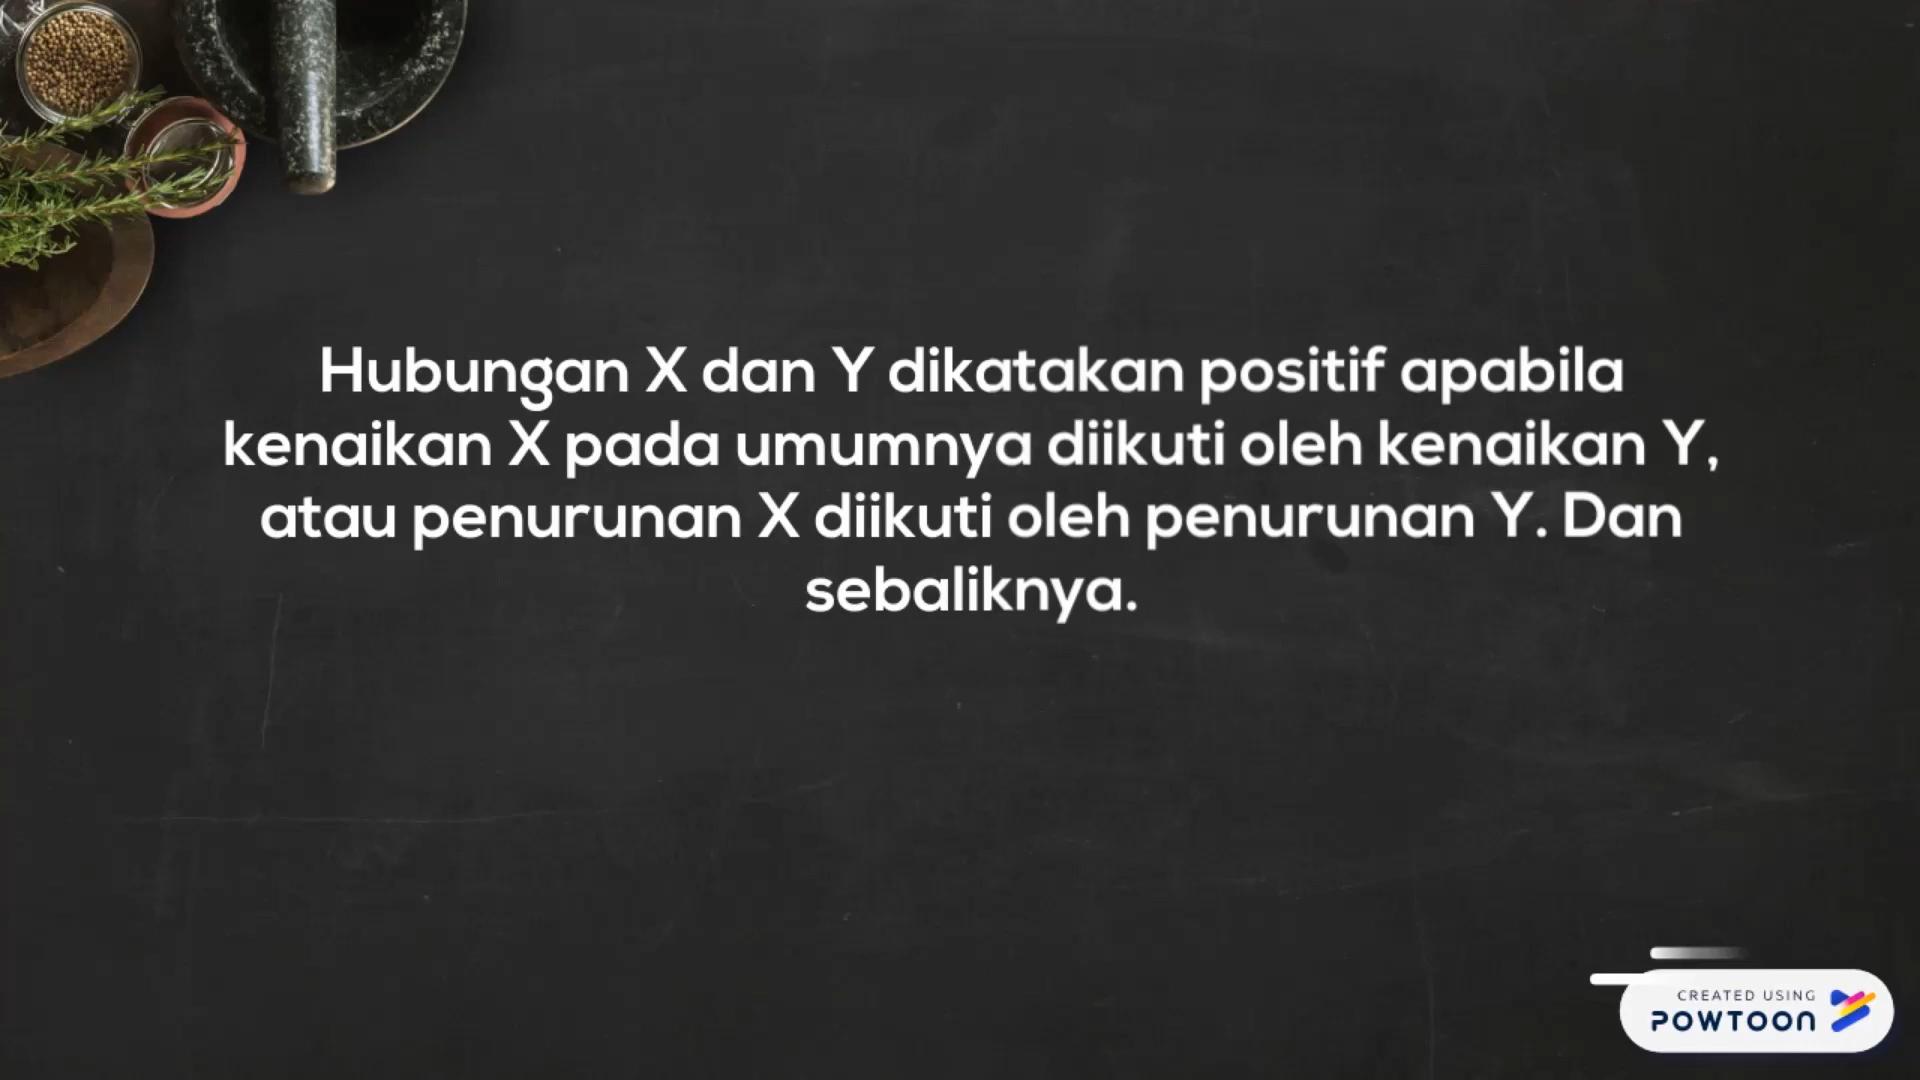 Hubungan X dan Y dikatakan positif apabila
kenaikan X pada umumnya diikuti oleh kenaikan Y,
atau penurunan X diikuti oleh penurunan Y. Dan
sebaliknya.
CREATED USING
POWTOON